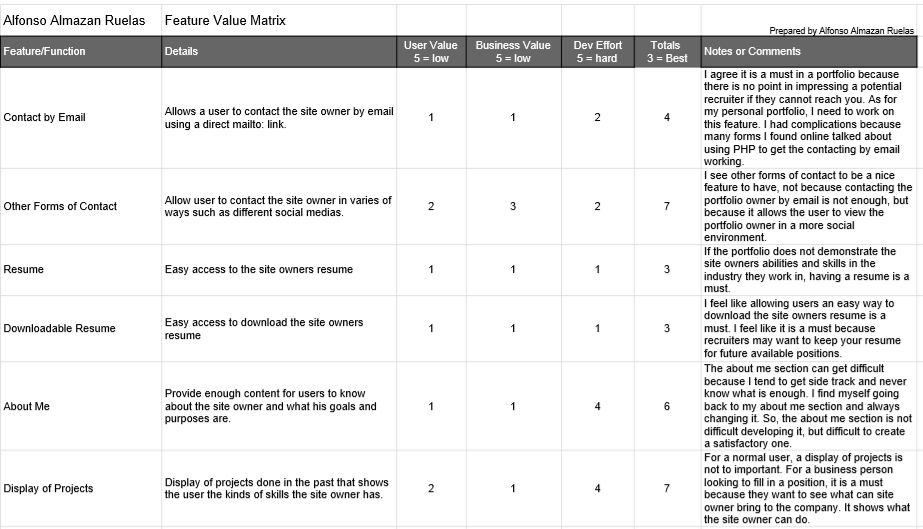 Alfonso Almazan Ruelas
Feature Value Matrix
Prepared by Alfonso Almazan Ruelas
Feature/Function
Details
User Value
5 = low
Business Value
5 = low
Dev Effort
5 = hard
Totals
3 = Best
Notes or Comments
Contact by Email
Allows a user to contact the site owner by email
using a direct mailto: link.
1
1
2
4
I agree it is a must in a portfolio because
there is no point in impressing a potential
recruiter if they cannot reach you. As for
my personal portfolio, I need to work on
this feature. I had complications because
many forms I found online talked about
using PHP to get the contacting by email
working.
Other Forms of Contact
Allow user to contact the site owner in varies of
ways such as different social medias.
2
3
2
7
I see other forms of contact to be a nice
feature to have, not because contacting the
portfolio owner by email is not enough, but
because it allows the user to view the
portfolio owner in a more social
environment.
Resume
Easy access to the site owners resume
1
1
1
3
If the portfolio does not demonstrate the
site owners abilities and skills in the
industry they work in, having a resume is a
must.
Downloadable Resume
Easy access to download the site owners
resume
1
1
1
3
I feel like allowing users an easy way to
download the site owners resume is a
must. I feel like it is a must because
recruiters may want to keep your resume
for future available positions.
About Me
Provide enough content for users to know
about the site owner and what his goals and
purposes are.
1
1
4
6
The about me section can get difficult
because I tend to get side track and never
know what is enough. I find myself going
back to my about me section and always
changing it. So, the about me section is not
difficult developing it, but difficult to create
a satisfactory one.
Display of Projects
Display of projects done in the past that shows
the user the kinds of skills the site owner has.
2
1
4
7
For a normal user, a display of projects is
not to important. For a business person
looking to fill in a position, it is a must
because they want to see what can site
owner bring to the company. It shows what
the site owner can do.